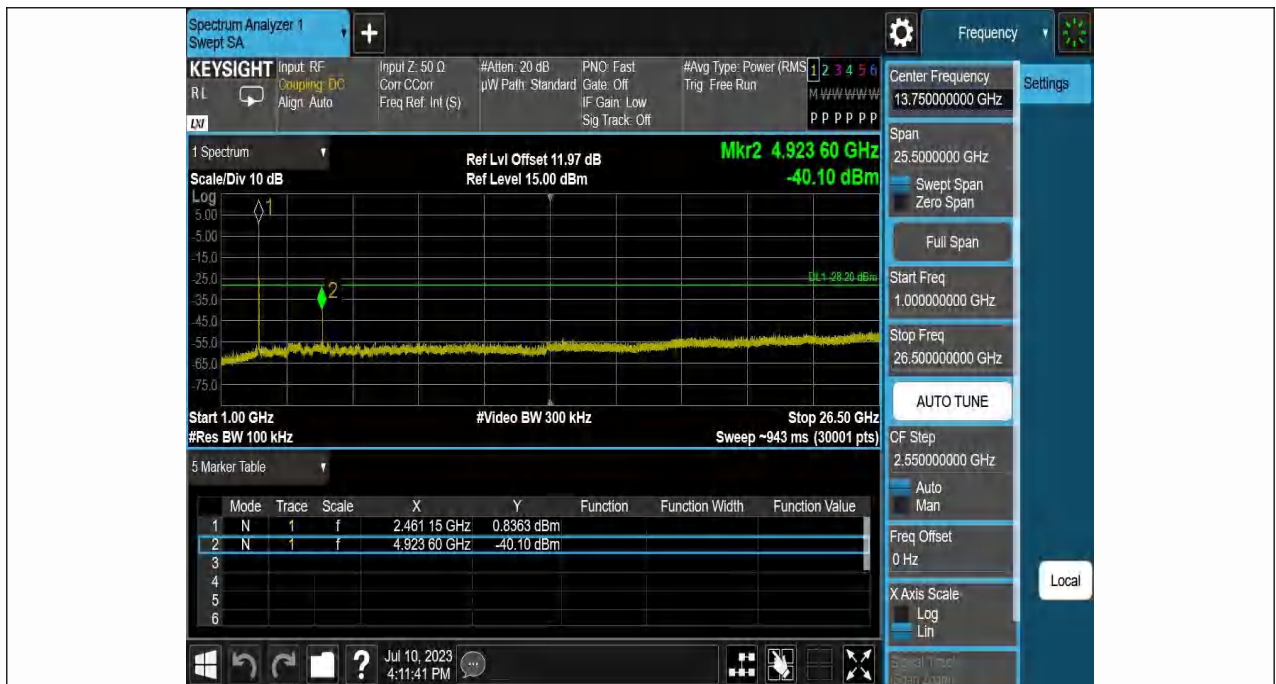 Spectrum Analyzer 1
Swept SA
+
Frequency
KEYSIGHT
RL
LXI
Input: RF
Coupling: DC
Align: Auto
Input Z: 50 Ω
Corr CCorr
Freq Ref: Int (S)
#Atten: 20 dB
µW Path: Standard
PNO: Fast
Gate: Off
IF Gain: Low
Sig Track: Off
#Avg Type: Power (RMS
Trig: Free Run
1 2 3 4 5 6
M W W W W W
P P P P P P
1 Spectrum
Scale/Div 10 dB
Ref Lvl Offset 11.97 dB
Ref Level 15.00 dBm
Mkr2 4.923 60 GHz
-40.10 dBm
Log
5.00
-5.00
-15.0
-25.0
-35.0
-45.0
-55.0
-65.0
-75.0
1
2
DL1 -28.20 dBm
Start 1.00 GHz
#Video BW 300 kHz
Stop 26.50 GHz
#Res BW 100 kHz
Sweep ~943 ms (30001 pts)
5 Marker Table
Mode Trace Scale X Y Function Function Width Function Value
1 N 1 f 2.461 15 GHz 0.8363 dBm
2 N 1 f 4.923 60 GHz -40.10 dBm
3
4
5
6
?
Jul 10, 2023
4:11:41 PM
Center Frequency
13.750000000 GHz
Settings
Span
25.5000000 GHz
Swept Span
Zero Span
Full Span
Start Freq
1.000000000 GHz
Stop Freq
26.500000000 GHz
AUTO TUNE
CF Step
2.550000000 GHz
Auto
Man
Freq Offset
0 Hz
X Axis Scale
Log
Lin
Local
Signal Track
(Span Zoom)